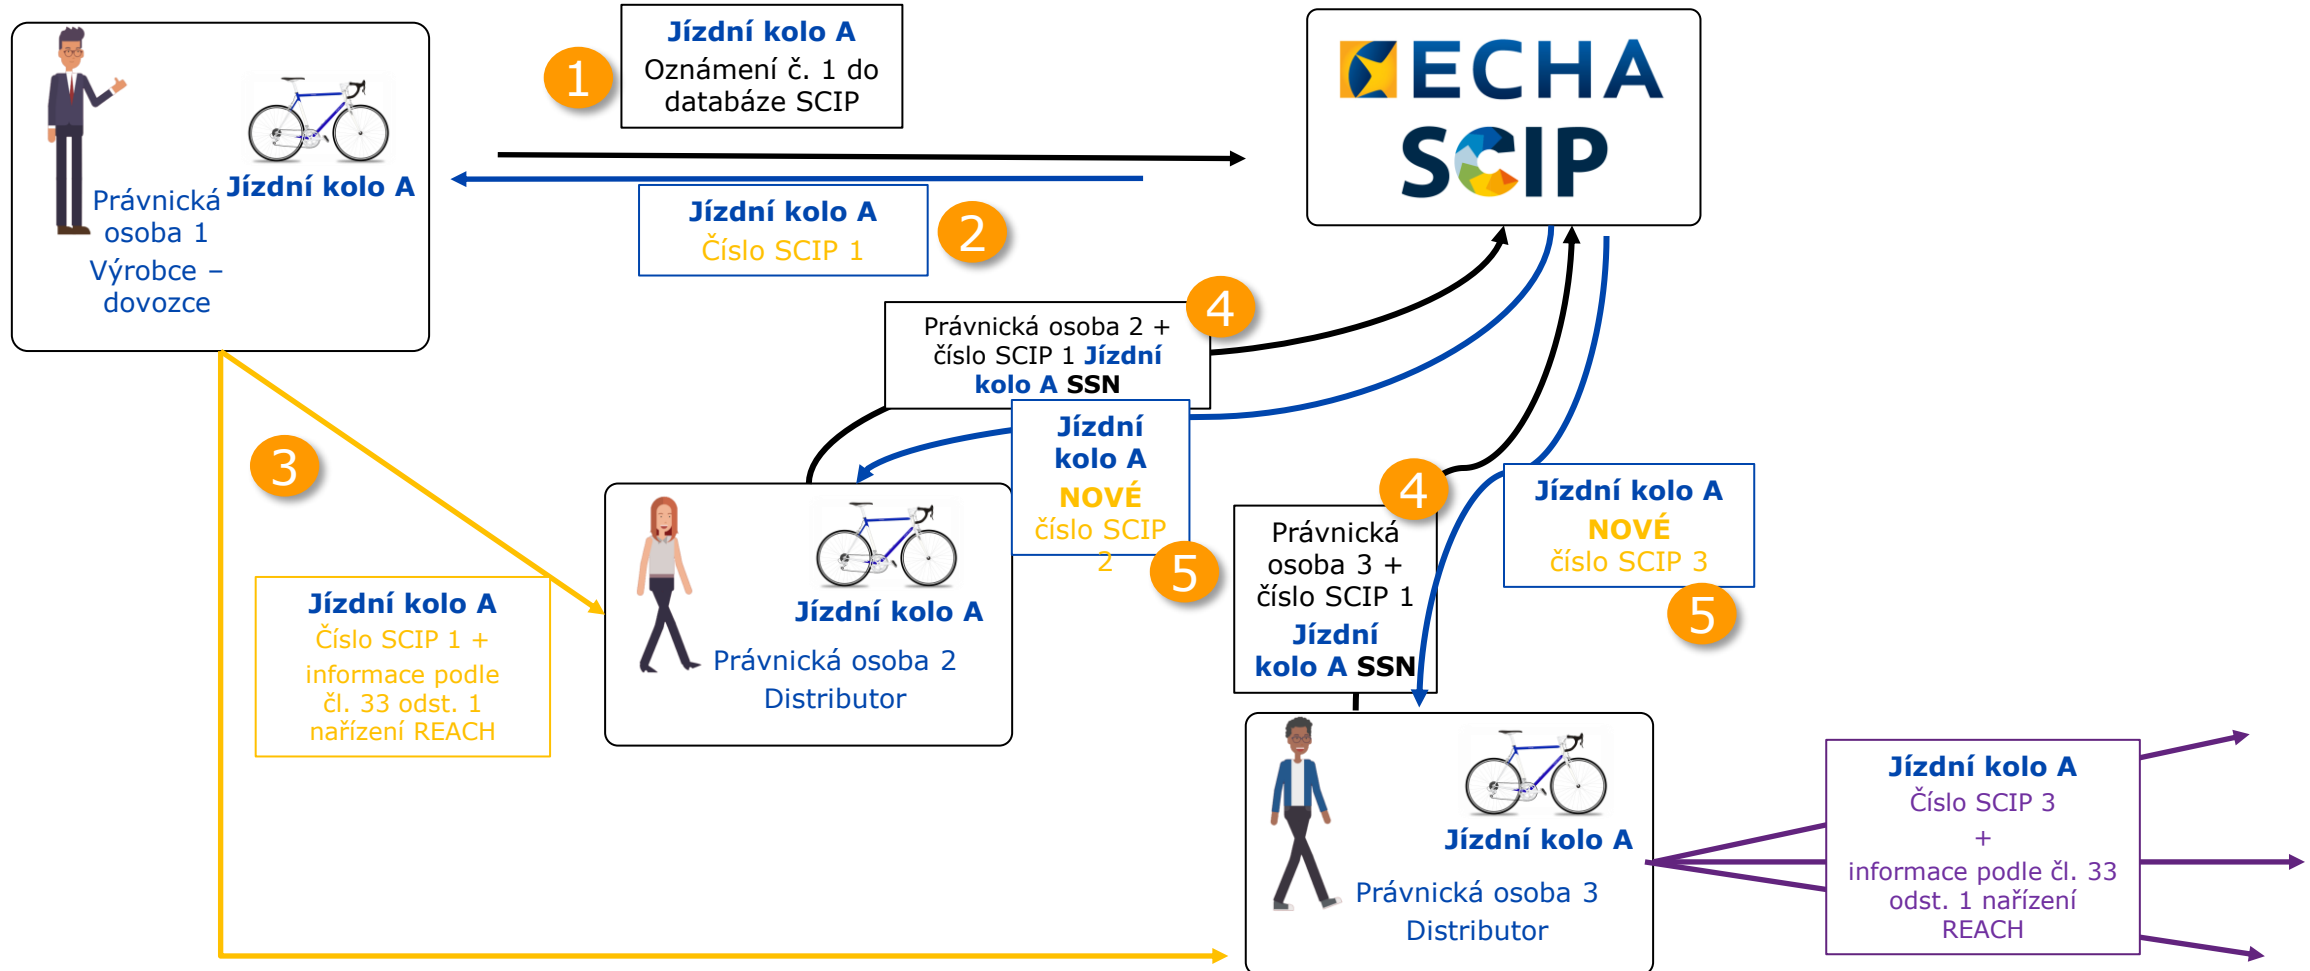 Jízdní kolo A
Oznámení č. 1 do
databáze SCIP
1
ECHA
SCIP
Jízdní kolo A
Právnická
osoba 1
Výrobce –
dovozce
Jízdní kolo A
Číslo SCIP 1
2
4
Právnická osoba 2 +
číslo SCIP 1 Jízdní
kolo A SSN
3
Jízdní
kolo A
NOVÉ
číslo SCIP
2
5
4
Právnická
osoba 3 +
číslo SCIP 1
Jízdní
kolo A SSN
Jízdní kolo A
NOVÉ
číslo SCIP 3
5
Jízdní kolo A
Číslo SCIP 1 +
informace podle
čl. 33 odst. 1
nařízení REACH
Jízdní kolo A
Právnická osoba 2
Distributor
Jízdní kolo A
Právnická osoba 3
Distributor
Jízdní kolo A
Číslo SCIP 3
+
informace podle čl. 33
odst. 1 nařízení
REACH